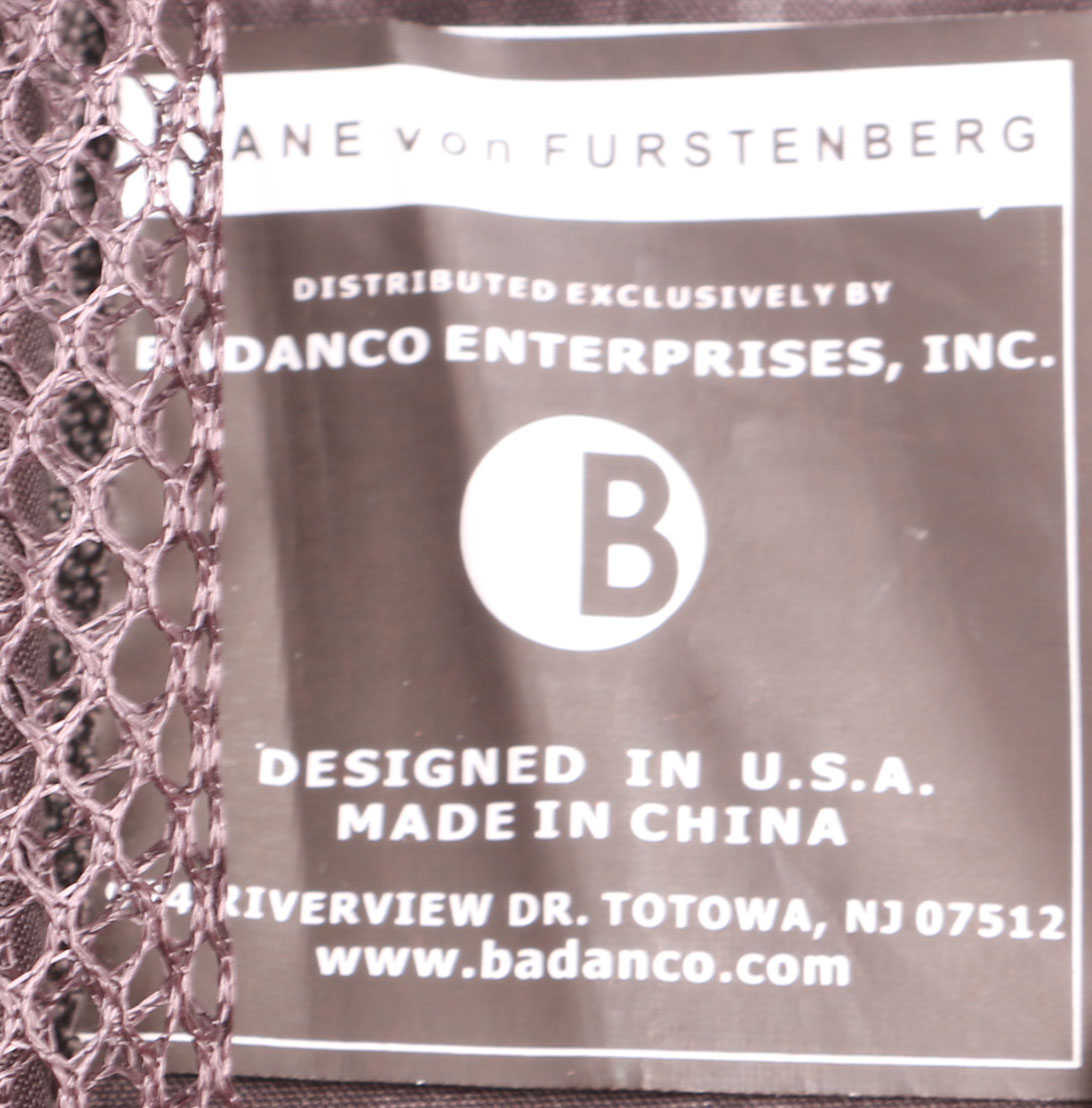 ANE von FURSTENBERG
DISTRIBUTED EXCLUSIVELY BY
BADANCO ENTERPRISES, INC.
B
DESIGNED IN U.S.A.
MADE IN CHINA
RIVERVIEW DR. TOTOWA, NJ 07512
www.badanco.com